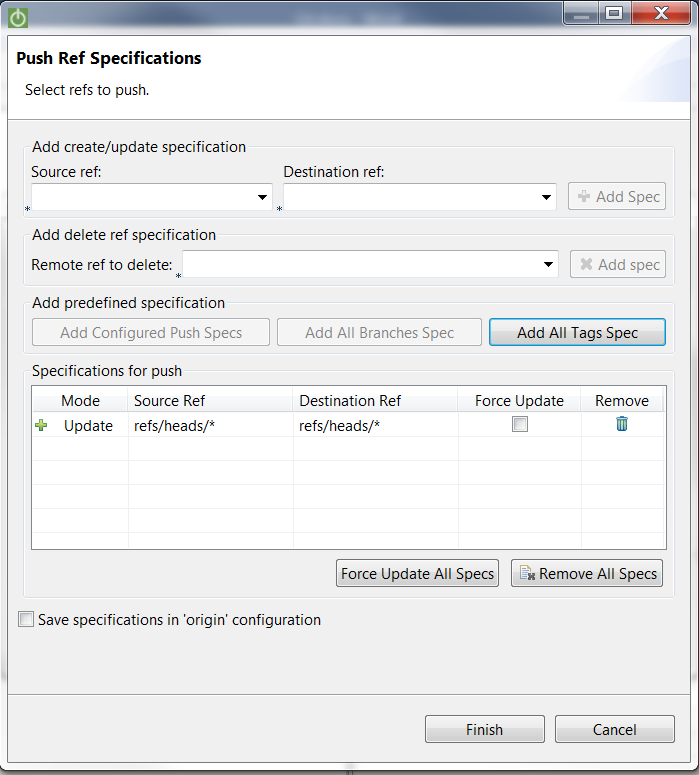 Push Ref Specifications
Select refs to push.
Add create/update specification
Source ref: Destination ref:
* * Add Spec
Add delete ref specification
Remote ref to delete: * Add spec
Add predefined specification
Add Configured Push Specs Add All Branches Spec Add All Tags Spec
Specifications for push
Mode Source Ref Destination Ref Force Update Remove
Update refs/heads/* refs/heads/*
Force Update All Specs Remove All Specs
Save specifications in 'origin' configuration
Finish Cancel